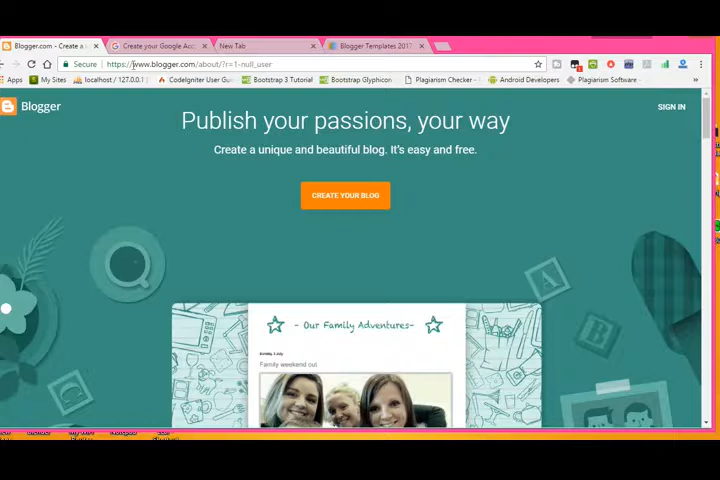 Blogger.com - Create a
Create your Google Acc
New Tab
Blogger Templates 2017
Secure
https://www.blogger.com/about/?r=1-null_user
Apps
My Sites
localhost / 127.0.0.1
CodeIgniter User Gu
Bootstrap 3 Tutorial
Bootstrap Glyphicon
Plagiarism Checker -
Android Developers
Plagiarism Software
Blogger
SIGN IN
Publish your passions, your way
Create a unique and beautiful blog. It's easy and free.
CREATE YOUR BLOG
A
B
- Our Family Adventures-
Family weekend out